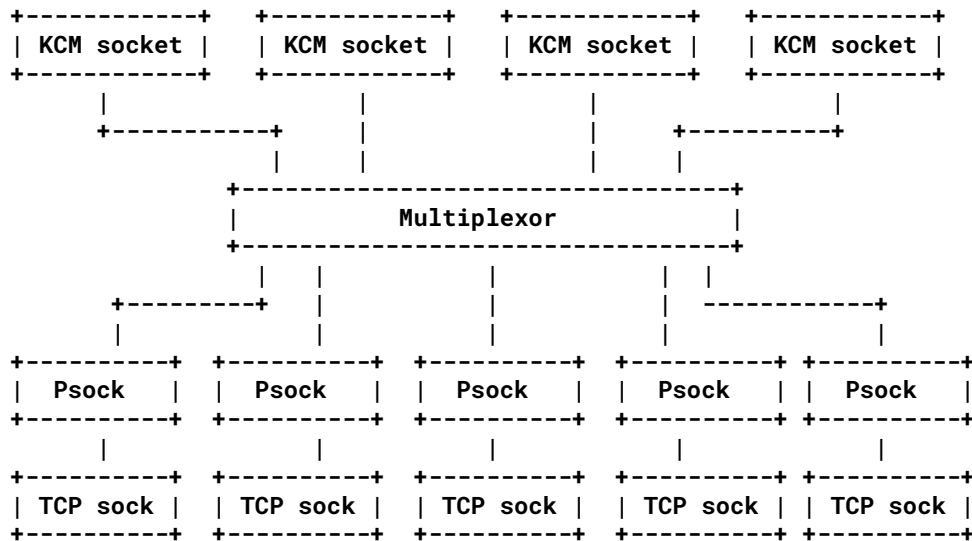 KCM socket KCM socket KCM socket KCM socket
Multiplexor
Psock Psock Psock Psock Psock
TCP sock TCP sock TCP sock TCP sock TCP sock